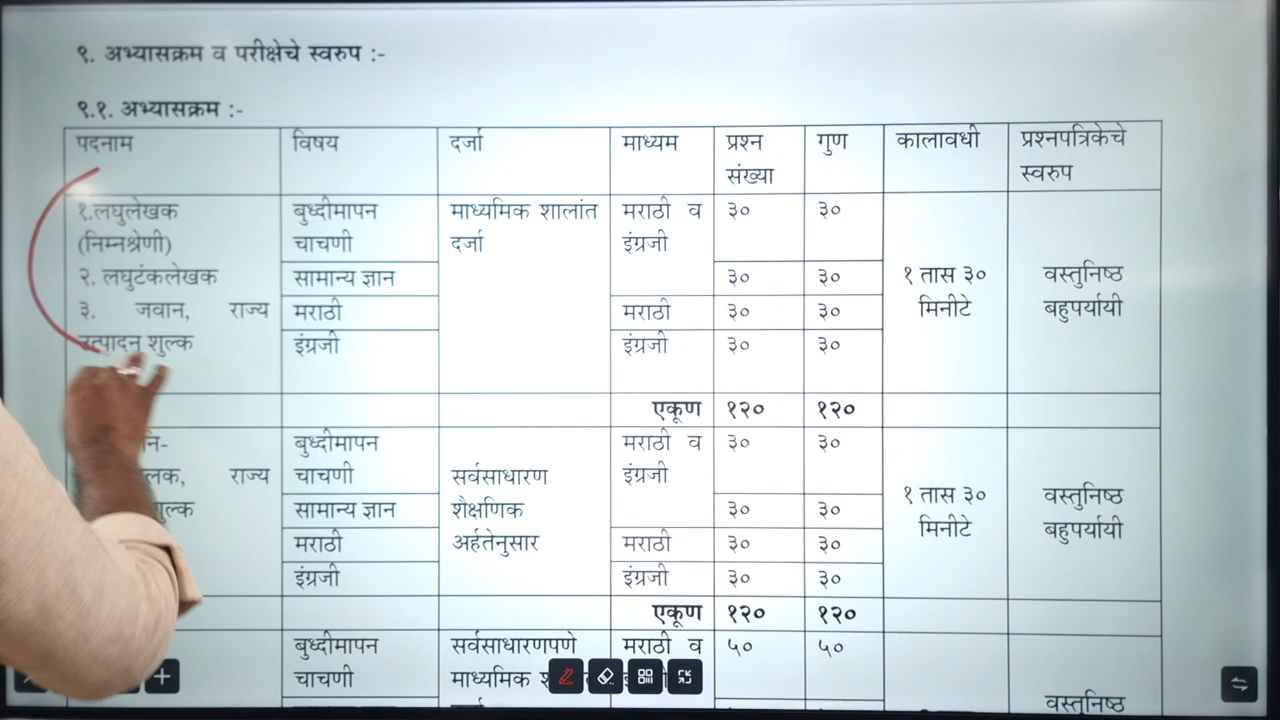 ९. अभ्यासक्रम व परीक्षेचे स्वरुप :-
९.१. अभ्यासक्रम :-
पदनाम विषय दर्जा माध्यम प्रश्न संख्या गुण कालावधी प्रश्नपत्रिकेचे स्वरुप
१.लघुलेखक बुध्दीमापन माध्यमिक शालांत मराठी व ३० ३०
(निम्नश्रेणी) चाचणी दर्जा इंग्रजी
२. लघुटंकलेखक सामान्य ज्ञान ३० ३० १ तास ३० वस्तुनिष्ठ
३. जवान, राज्य मराठी मराठी ३० ३० मिनीटे बहुपर्यायी
उत्पादन शुल्क इंग्रजी इंग्रजी ३० ३०
एकूण १२० १२०
नि- बुध्दीमापन मराठी व ३० ३०
लक, राज्य चाचणी सर्वसाधारण इंग्रजी
शुल्क सामान्य ज्ञान शैक्षणिक ३० ३० १ तास ३० वस्तुनिष्ठ
मराठी अर्हतेनुसार मराठी ३० ३० मिनीटे बहुपर्यायी
इंग्रजी इंग्रजी ३० ३०
एकूण १२० १२०
बुध्दीमापन सर्वसाधारणपणे मराठी व ५० ५०
चाचणी माध्यमिक
वस्तुनिष्ठ